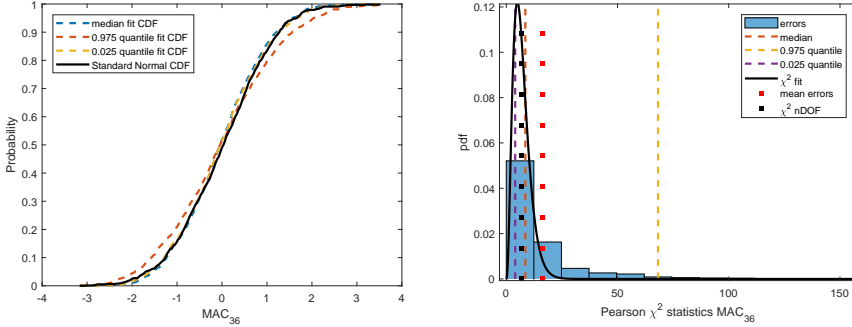 median fit CDF
0.975 quantile fit CDF
0.025 quantile fit CDF
Standard Normal CDF
1
0.9
0.8
0.7
0.6
0.5
0.4
0.3
0.2
0.1
0
Probability
-4 -3 -2 -1 0 1 2 3 4
MAC36
errors
median
0.975 quantile
0.025 quantile
χ2 fit
mean errors
χ2 nDOF
0.12
0.1
0.08
0.06
0.04
0.02
0
pdf
0 50 100 150
Pearson χ2 statistics MAC36